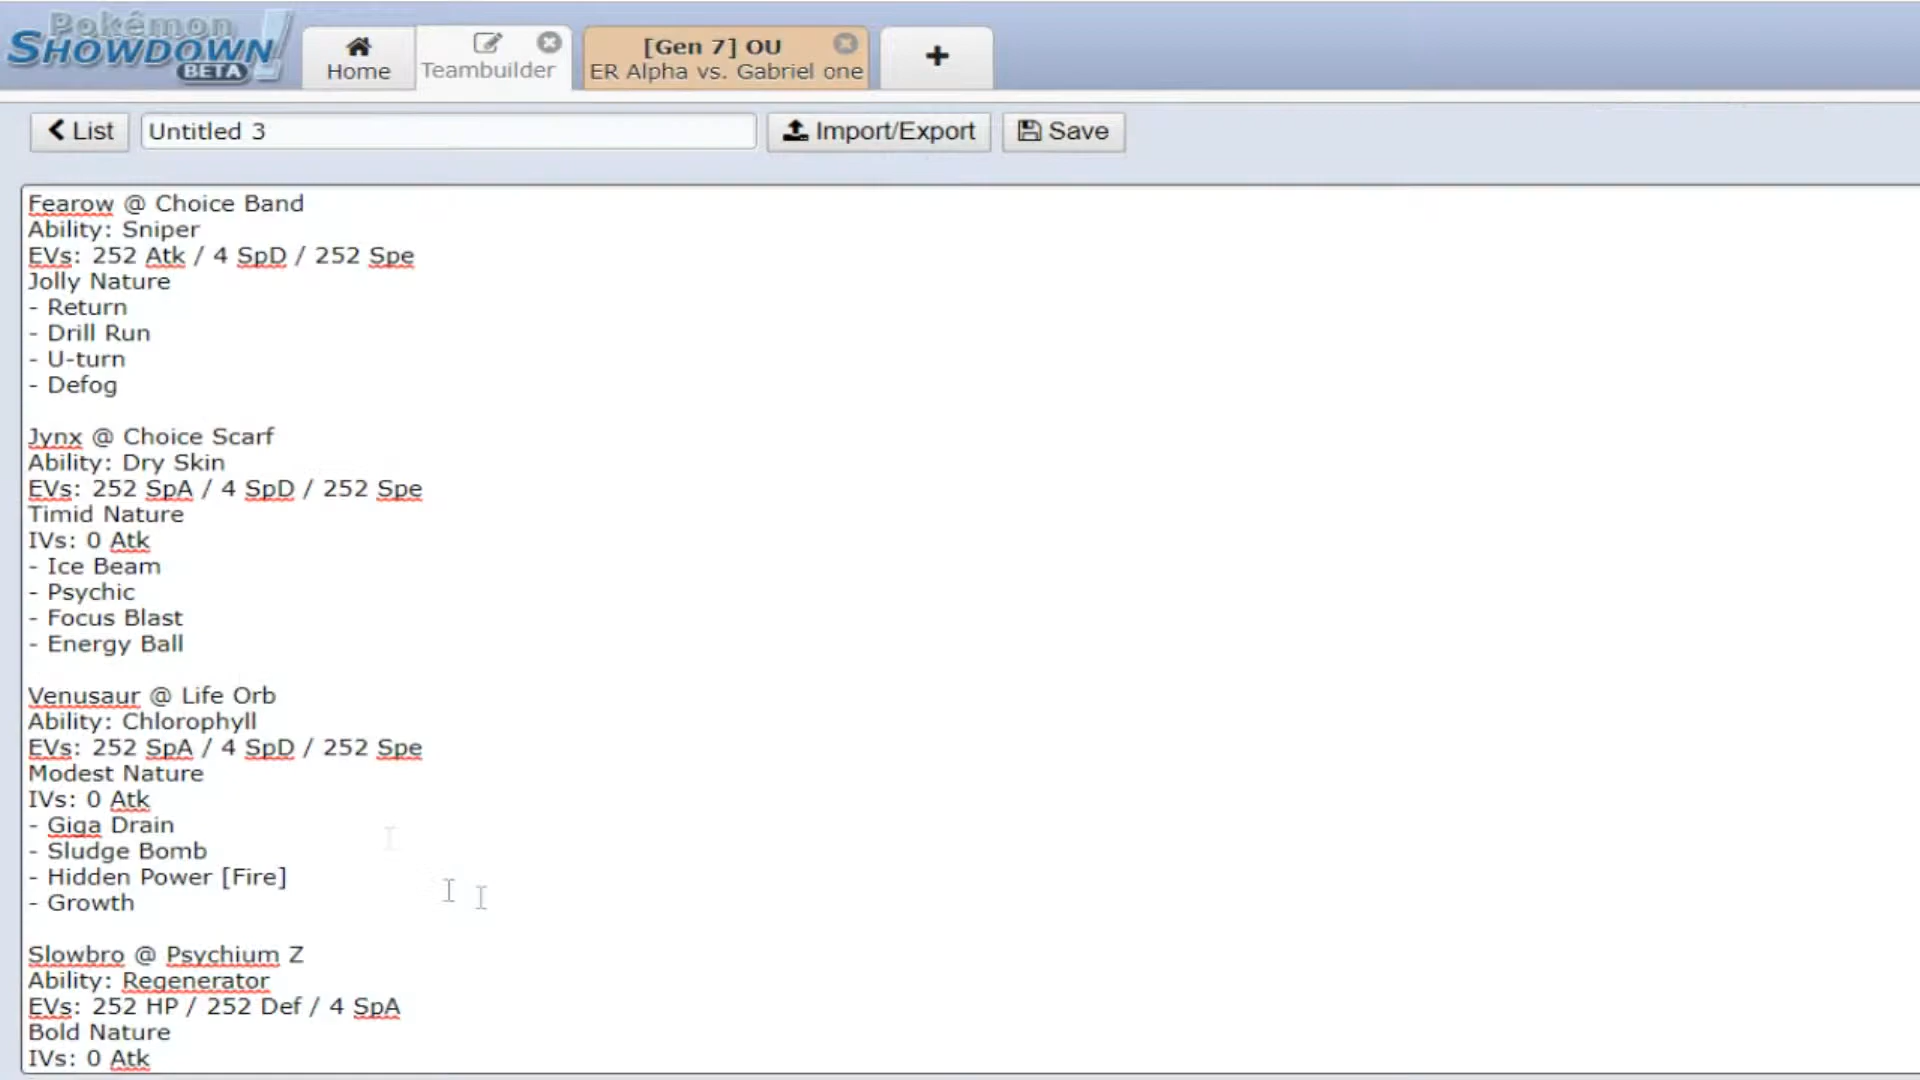 Pokémon
SHOWDOWN!
BETA
Home
Teambuilder
[Gen 7] OU
ER Alpha vs. Gabriel one
+
List
Untitled 3
Import/Export
Save
Fearow @ Choice Band
Ability: Sniper
EVs: 252 Atk / 4 SpD / 252 Spe
Jolly Nature
- Return
- Drill Run
- U-turn
- Defog
Jynx @ Choice Scarf
Ability: Dry Skin
EVs: 252 SpA / 4 SpD / 252 Spe
Timid Nature
IVs: 0 Atk
- Ice Beam
- Psychic
- Focus Blast
- Energy Ball
Venusaur @ Life Orb
Ability: Chlorophyll
EVs: 252 SpA / 4 SpD / 252 Spe
Modest Nature
IVs: 0 Atk
- Giga Drain
- Sludge Bomb
- Hidden Power [Fire]
- Growth
Slowbro @ Psychium Z
Ability: Regenerator
EVs: 252 HP / 252 Def / 4 SpA
Bold Nature
IVs: 0 Atk